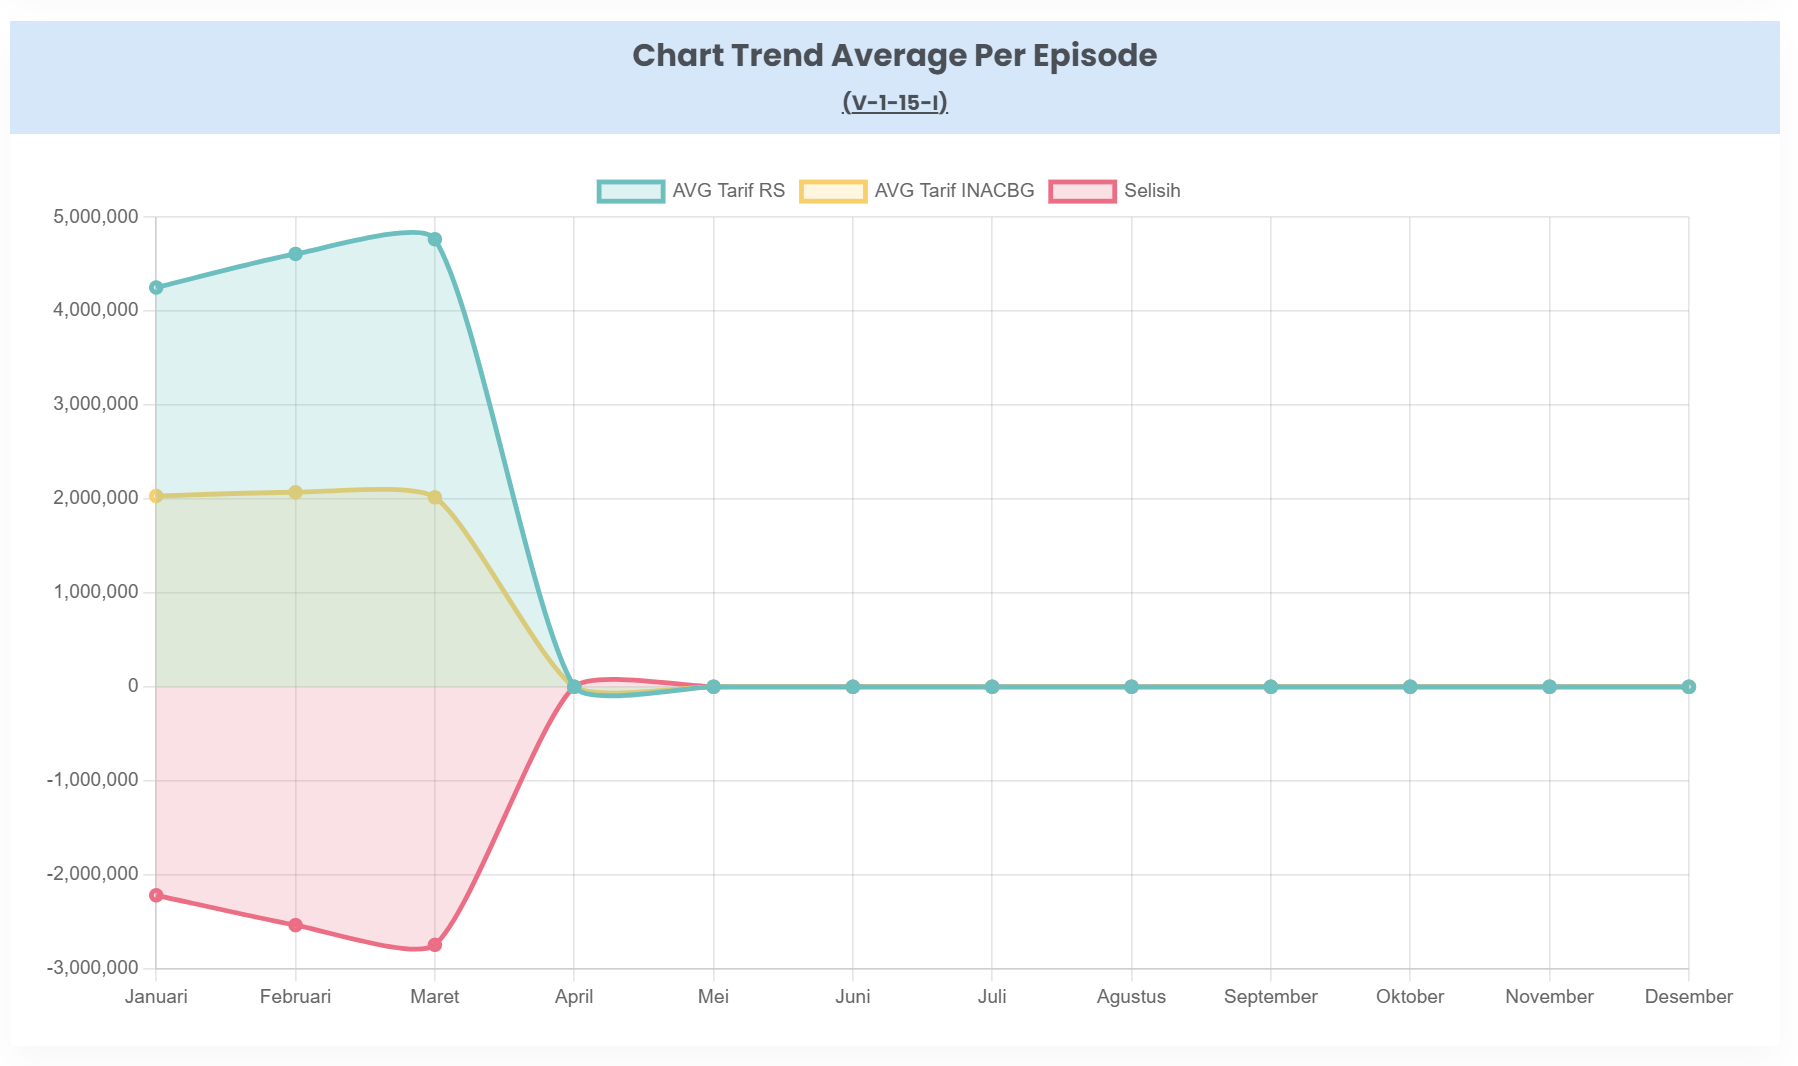 Chart Trend Average Per Episode
(V-1-15-I)
AVG Tarif RS AVG Tarif INACBG Selisih
5,000,000
4,000,000
3,000,000
2,000,000
1,000,000
0
-1,000,000
-2,000,000
-3,000,000
Januari Februari Maret April Mei Juni Juli Agustus September Oktober November Desember